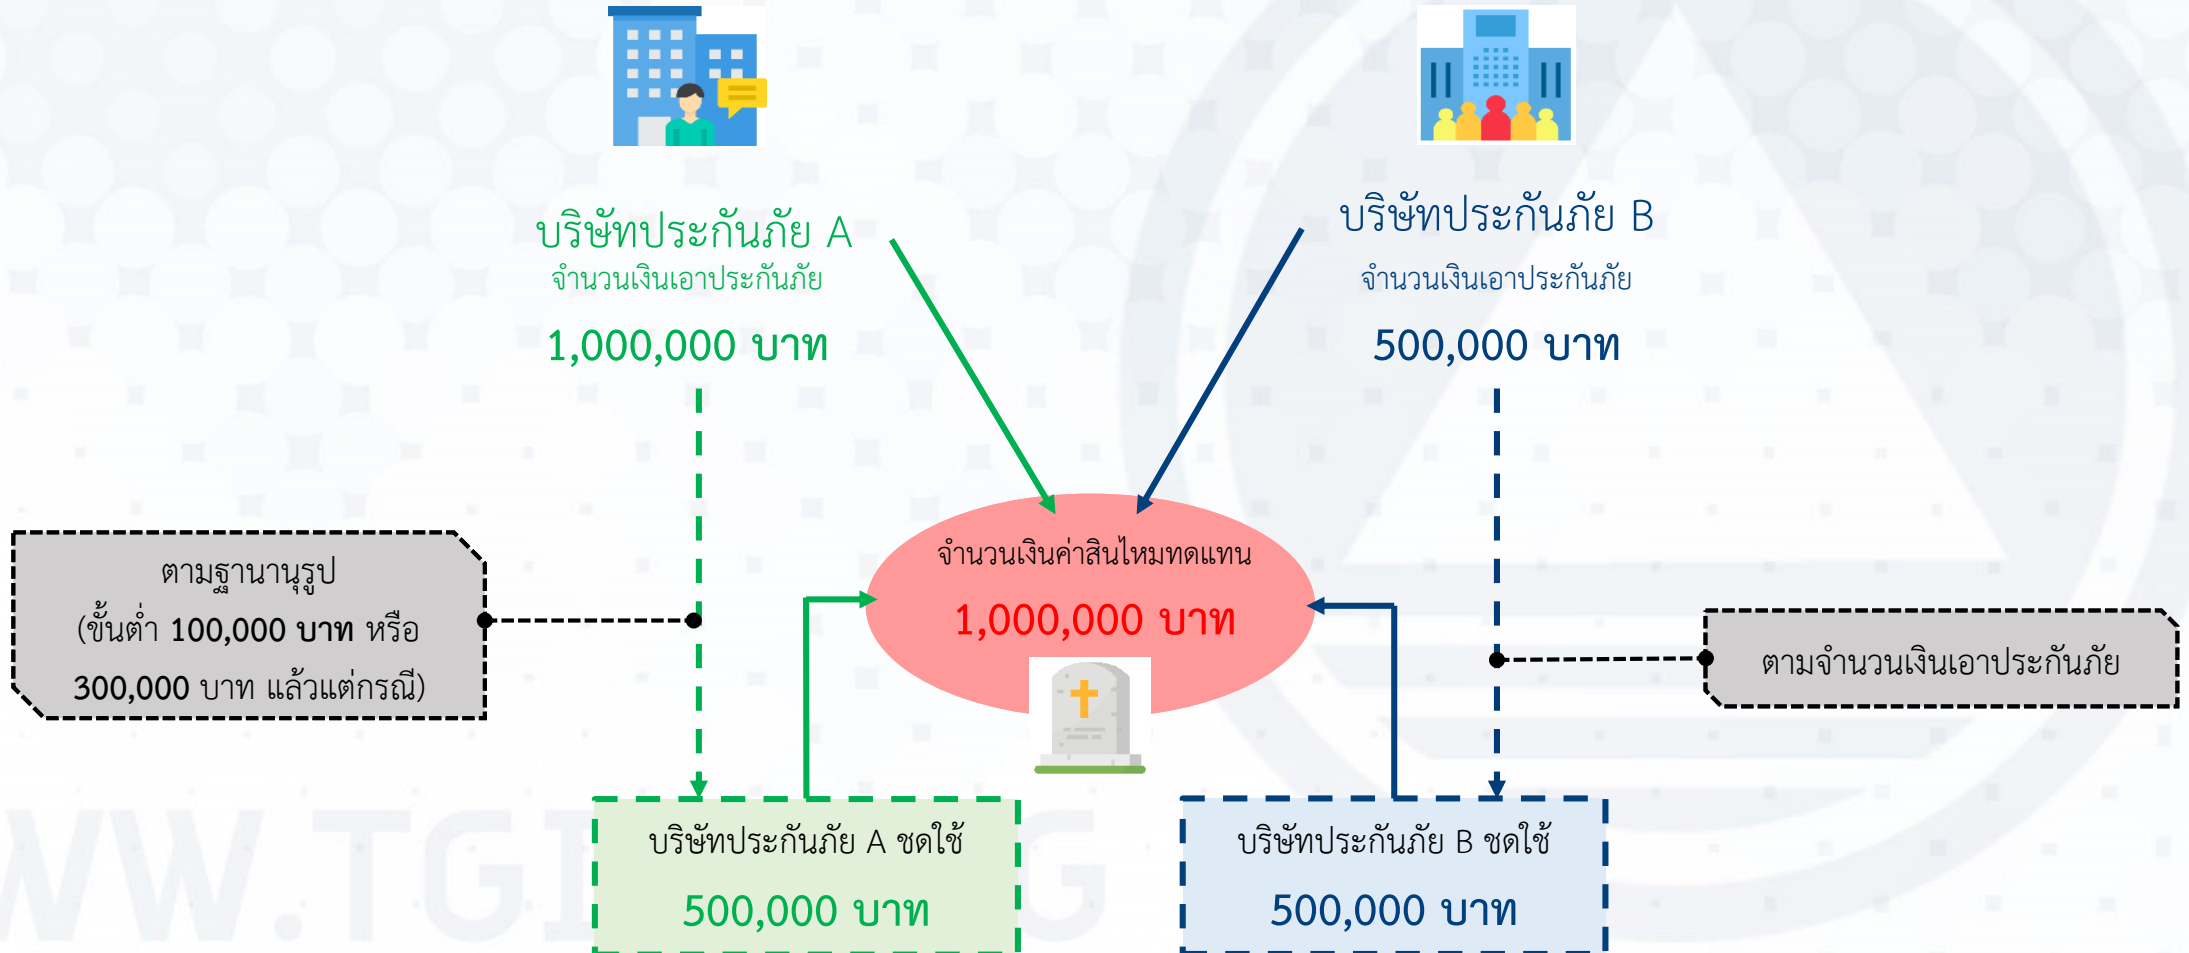 บริษัทประกันภัย A
จำนวนเงินเอาประกันภัย
1,000,000 บาท
บริษัทประกันภัย B
จำนวนเงินเอาประกันภัย
500,000 บาท
จำนวนเงินค่าสินไหมทดแทน
1,000,000 บาท
ตามฐานานุรูป
(ขั้นต่ำ 100,000 บาท หรือ
300,000 บาท แล้วแต่กรณี)
ตามจำนวนเงินเอาประกันภัย
บริษัทประกันภัย A ชดใช้
500,000 บาท
บริษัทประกันภัย B ชดใช้
500,000 บาท